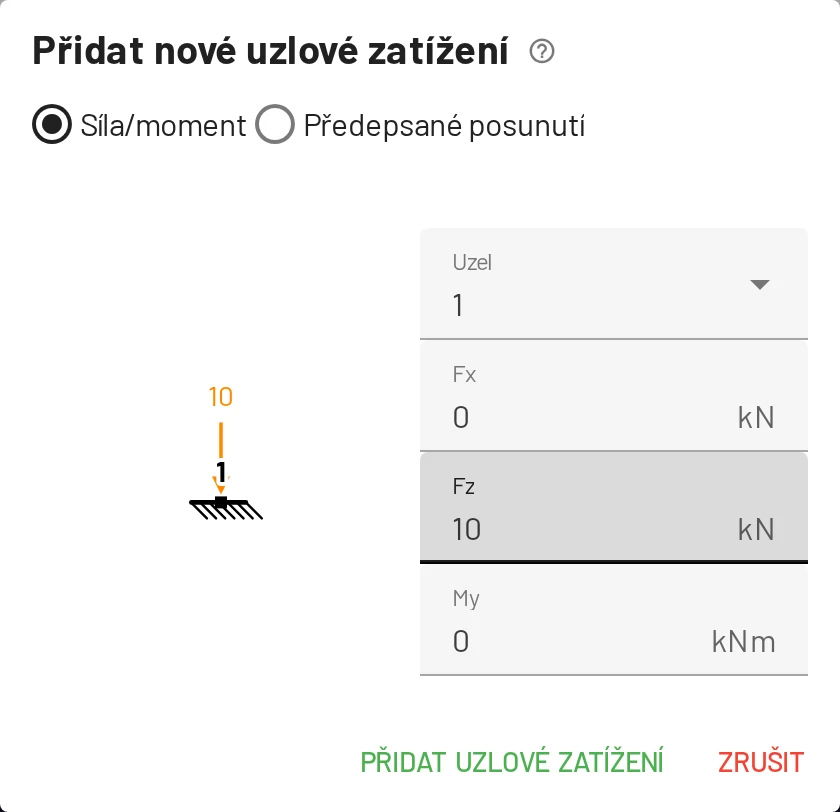 Přidat nové uzlové zatížení
Síla/moment Předepsané posunutí
Uzel
1
Fx
0 kN
10
1
Fz
10 kN
My
0 kNm
PŘIDAT UZLOVÉ ZATÍŽENÍ ZRUŠIT